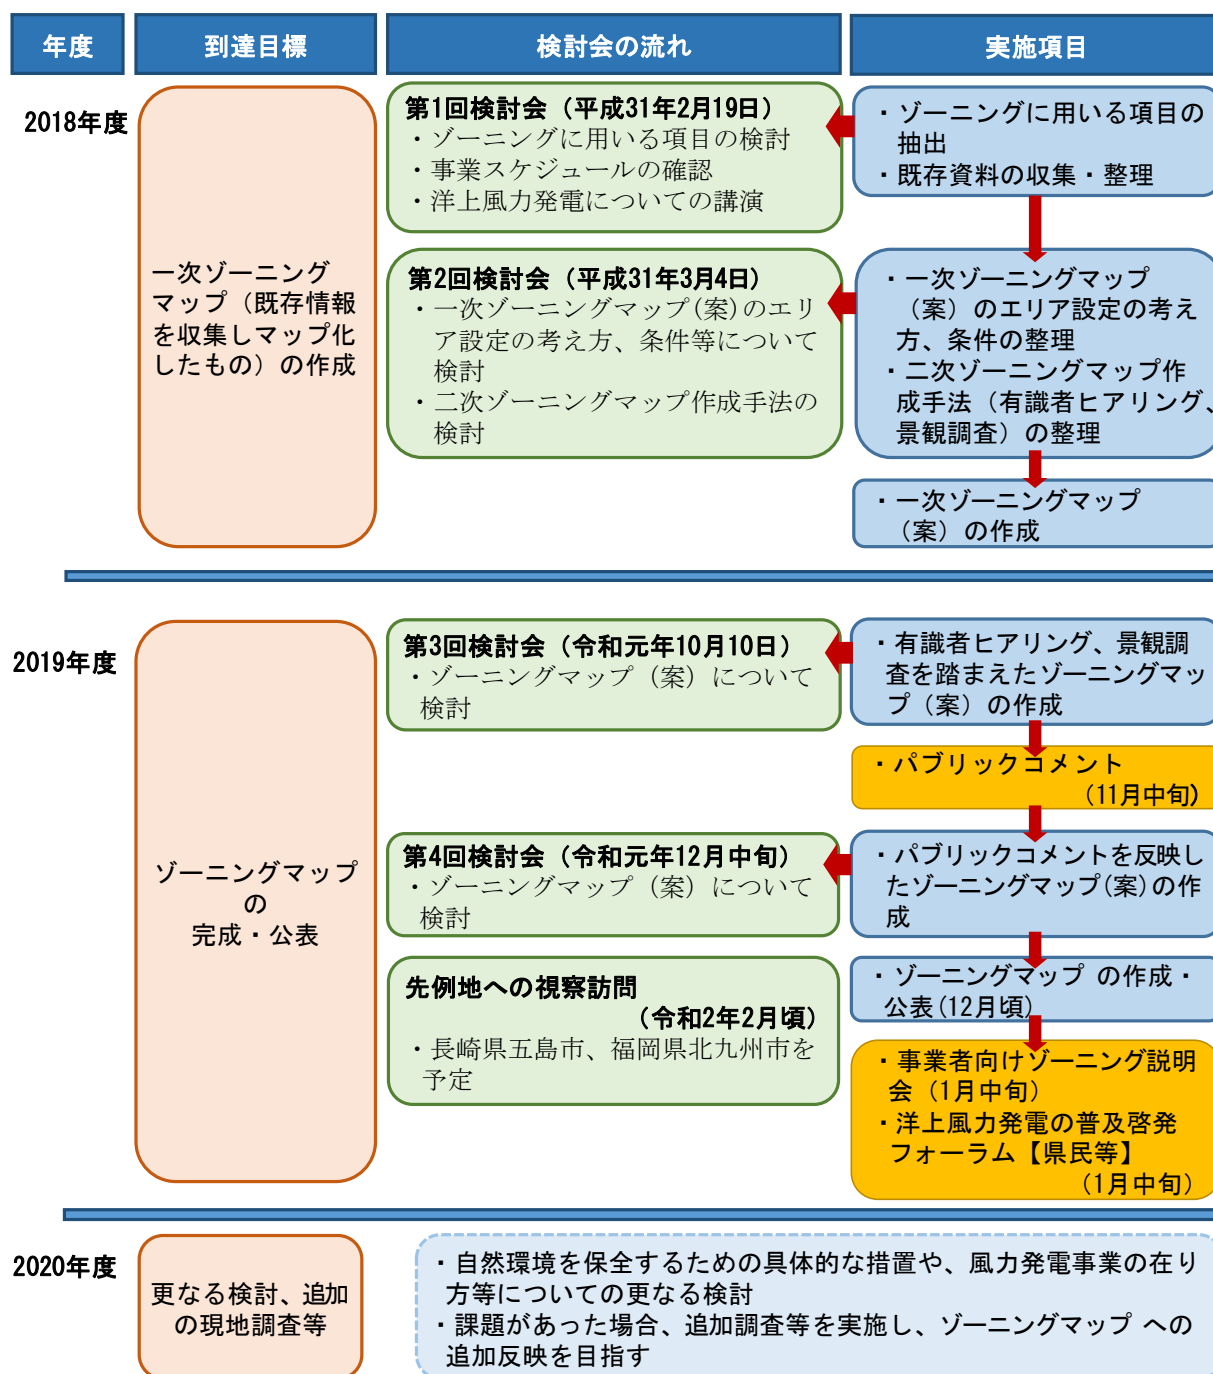 年度
到達目標
検討会の流れ
実施項目
2018年度
一次ゾーニング
マップ（既存情報
を収集しマップ化
したもの）の作成
第1回検討会（平成31年2月19日）
・ゾーニングに用いる項目の検討
・事業スケジュールの確認
・洋上風力発電についての講演
・ゾーニングに用いる項目の
抽出
・既存資料の収集・整理
第2回検討会（平成31年3月4日）
・一次ゾーニングマップ(案)のエリ
ア設定の考え方、条件等について
検討
・二次ゾーニングマップ作成手法の
検討
・一次ゾーニングマップ
（案）のエリア設定の考え
方、条件の整理
・二次ゾーニングマップ作
成手法（有識者ヒアリング、
景観調査）の整理
・一次ゾーニングマップ
（案）の作成
2019年度
ゾーニングマップ
の
完成・公表
第3回検討会（令和元年10月10日）
・ゾーニングマップ（案）について
検討
・有識者ヒアリング、景観調
査を踏まえたゾーニングマッ
プ（案）の作成
・パブリックコメント
（11月中旬）
第4回検討会（令和元年12月中旬）
・ゾーニングマップ（案）について
検討
・パブリックコメントを反映し
たゾーニングマップ(案)の作
成
先例地への視察訪問
（令和2年2月頃）
・長崎県五島市、福岡県北九州市を
予定
・ゾーニングマップ の作成・
公表(12月頃)
・事業者向けゾーニング説明
会（1月中旬）
・洋上風力発電の普及啓発
フォーラム【県民等】
（1月中旬）
2020年度
更なる検討、追加
の現地調査等
・自然環境を保全するための具体的な措置や、風力発電事業の在り
方等についての更なる検討
・課題があった場合、追加調査等を実施し、ゾーニングマップ への
追加反映を目指す